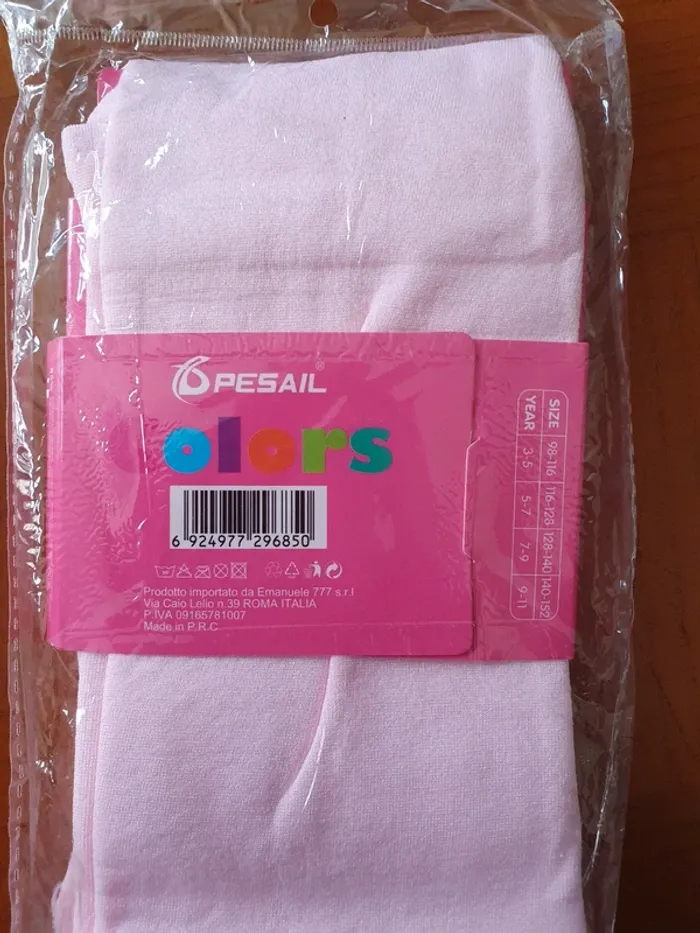 PESAIL®
olors
6 924977 296850
Prodotto importato da Emanuele 777 s.r.l
Via Caio Lelio n.39 ROMA ITALIA
P.IVA 09165781007
Made in P.R.C
SIZE 98-116 116-128 128-140 140-152
YEAR 3-5 5-7 7-9 9-11